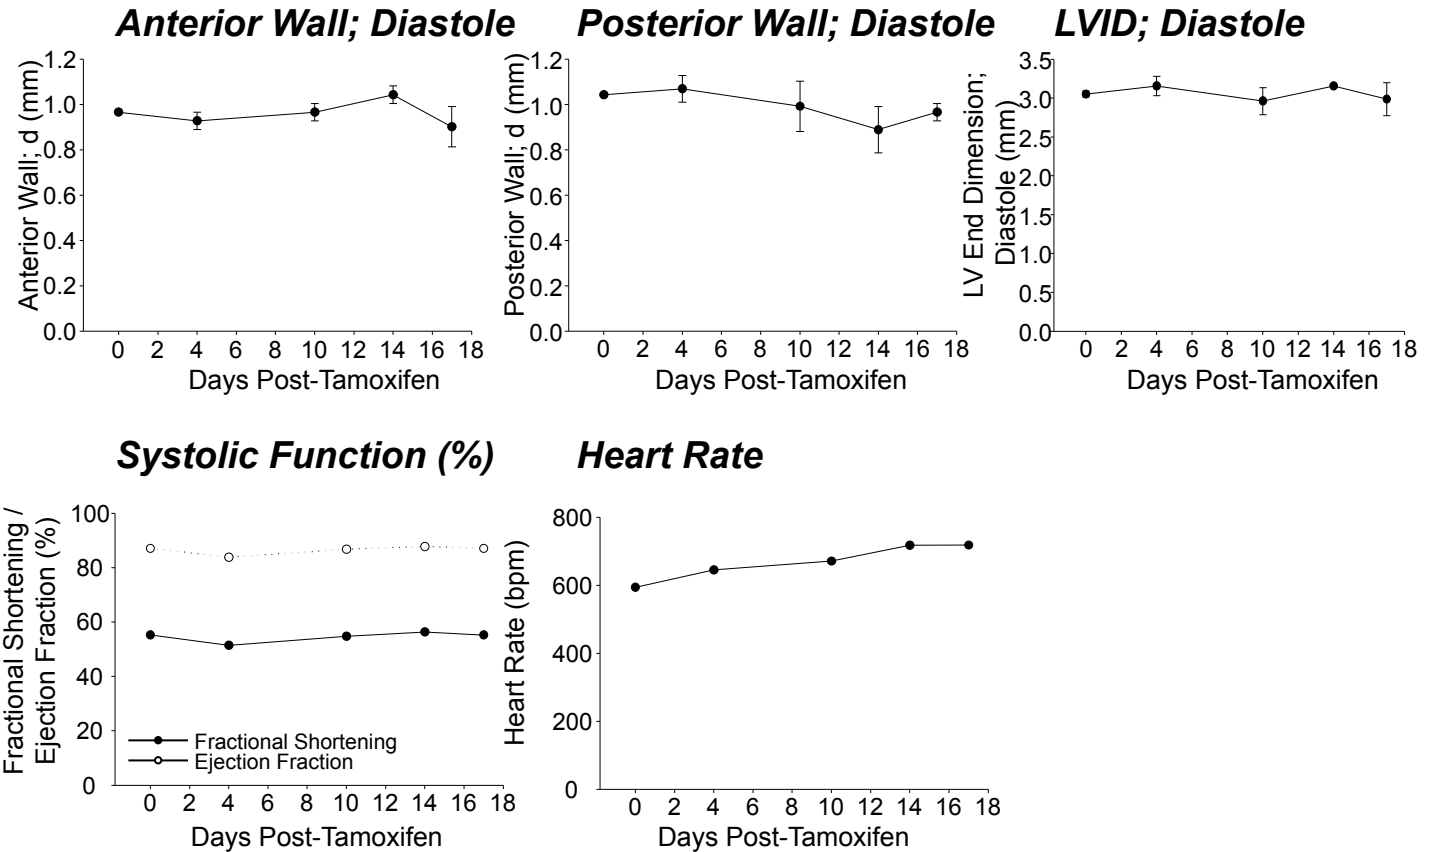 Anterior Wall; Diastole
Anterior Wall; d (mm)
1.2
1.0
0.8
0.6
0.4
0.2
0.0
0 2 4 6 8 10 12 14 16 18
Days Post-Tamoxifen
Posterior Wall; Diastole
Posterior Wall; d (mm)
1.2
1.0
0.8
0.6
0.4
0.2
0.0
0 2 4 6 8 10 12 14 16 18
Days Post-Tamoxifen
LVID; Diastole
LV End Dimension;
Diastole (mm)
3.5
3.0
2.5
2.0
1.5
1.0
0.5
0.0
0 2 4 6 8 10 12 14 16 18
Days Post-Tamoxifen
Systolic Function (%)
Fractional Shortening /
Ejection Fraction (%)
100
80
60
40
20
0
Fractional Shortening
Ejection Fraction
0 2 4 6 8 10 12 14 16 18
Days Post-Tamoxifen
Heart Rate
Heart Rate (bpm)
800
600
400
200
0
0 2 4 6 8 10 12 14 16 18
Days Post-Tamoxifen